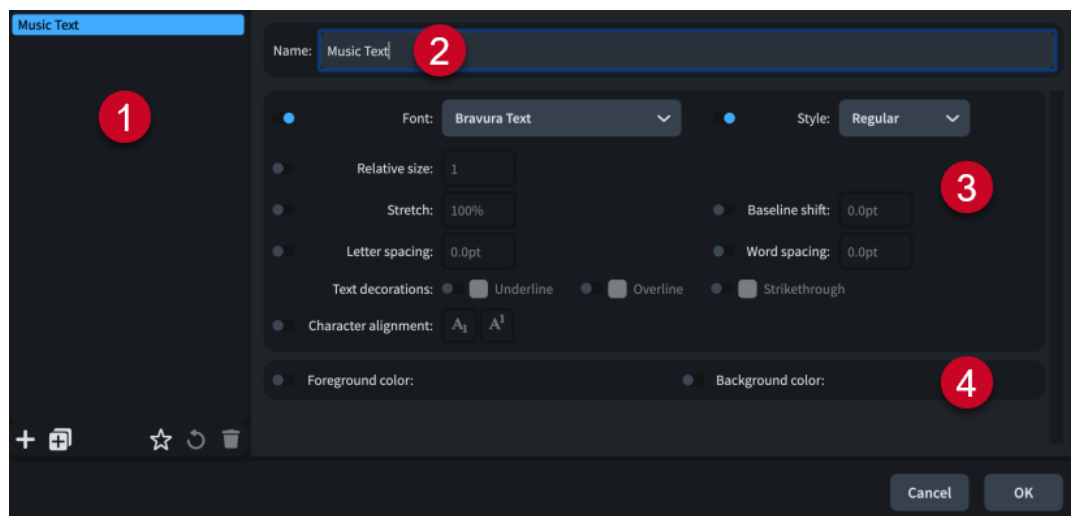 Music Text
Name: Music Text
2
1
Font: Bravura Text Style: Regular
Relative size: 1
3
Stretch: 100% Baseline shift: 0.0pt
Letter spacing: 0.0pt Word spacing: 0.0pt
Text decorations: Underline Overline Strikethrough
Character alignment: A1 A1
Foreground color: Background color:
4
Cancel OK